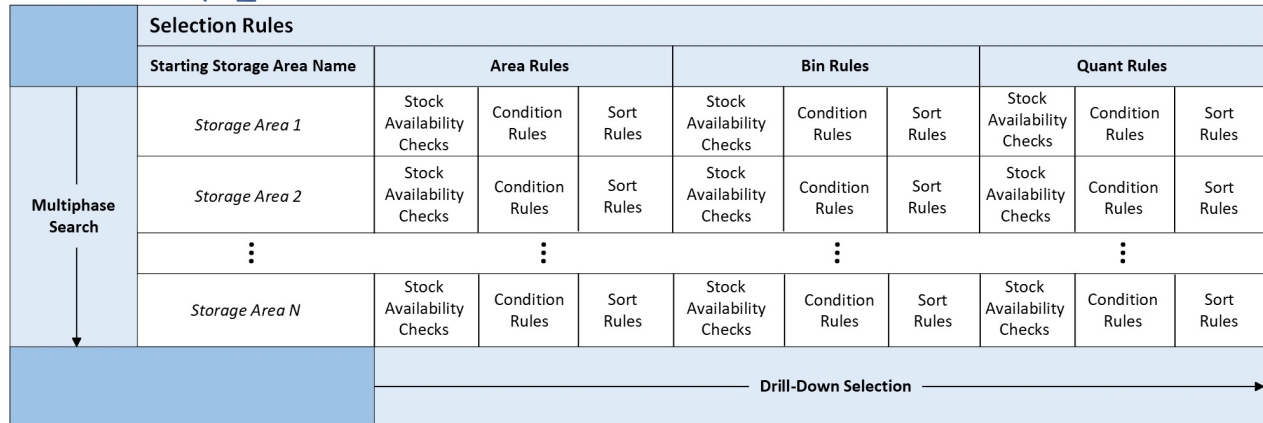 Selection Rules
Starting Storage Area Name Area Rules Bin Rules Quant Rules
Storage Area 1
Stock Availability Checks
Condition Rules
Sort Rules
Stock Availability Checks
Condition Rules
Sort Rules
Stock Availability Checks
Condition Rules
Sort Rules
Multiphase Search
Storage Area 2
Stock Availability Checks
Condition Rules
Sort Rules
Stock Availability Checks
Condition Rules
Sort Rules
Stock Availability Checks
Condition Rules
Sort Rules
Storage Area N
Stock Availability Checks
Condition Rules
Sort Rules
Stock Availability Checks
Condition Rules
Sort Rules
Stock Availability Checks
Condition Rules
Sort Rules
Drill-Down Selection